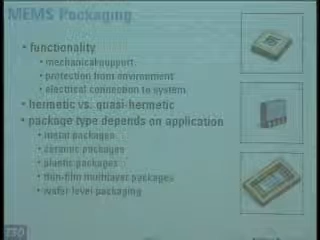 MEMS Packaging
• functionality
• mechanical support
• protection from environment
• electrical connection to system
• hermetic vs. quasi-hermetic
• package type depends on application
• metal packages
• ceramic packages
• plastic packages
• thin-film multilayer packages
• wafer level packaging